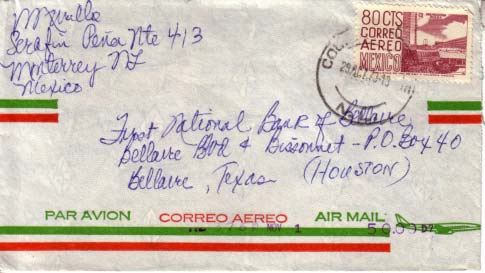 Serafin Peña Nte 413
Monterrey NL
Mexico
80 CTS
CORREO
AEREO
MEXICO
First National Bank of Bellaire
Bellaire Blvd & Bissonnet - P.O. Box 40
Bellaire, Texas (HOUSTON)
PAR AVION CORREO AEREO AIR MAIL
NOV 1